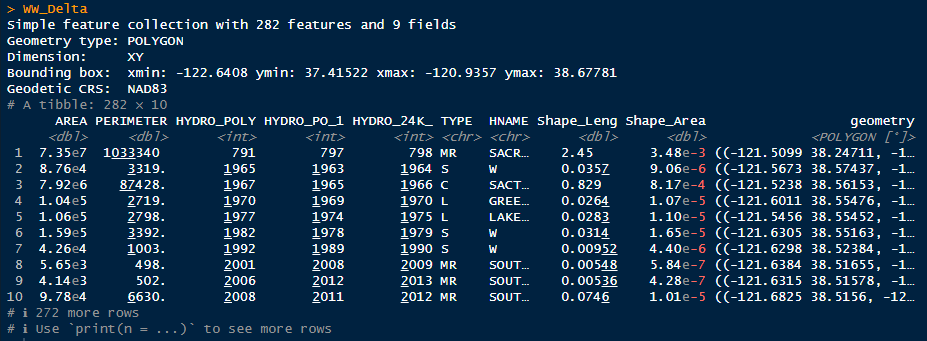 > WW_Delta
Simple feature collection with 282 features and 9 fields
Geometry type: POLYGON
Dimension:     XY
Bounding box:  xmin: -122.6408 ymin: 37.41522 xmax: -120.9357 ymax: 38.67781
Geodetic CRS:  NAD83
# A tibble: 282 × 10
AREA PERIMETER HYDRO_POLY HYDRO_PO_1 HYDRO_24K_ TYPE HNAME Shape_Leng Shape_Area geometry
<dbl> <dbl> <int> <int> <int> <chr> <chr> <dbl> <dbl> <POLYGON [°]>
1 7.35e7 1033340 791 797 798 MR SACR… 2.45 3.48e-3 ((-121.5099 38.24711, -1…
2 8.76e4 3319. 1965 1963 1964 S W 0.0357 9.06e-6 ((-121.5673 38.57437, -1…
3 7.92e6 87428. 1967 1965 1966 C SACT… 0.829 8.17e-4 ((-121.5238 38.56153, -1…
4 1.04e5 2719. 1970 1969 1970 L GREE… 0.0264 1.07e-5 ((-121.6011 38.55476, -1…
5 1.06e5 2798. 1977 1974 1975 L LAKE… 0.0283 1.10e-5 ((-121.5456 38.55452, -1…
6 1.59e5 3392. 1982 1978 1979 S W 0.0314 1.65e-5 ((-121.6305 38.55163, -1…
7 4.26e4 1003. 1992 1989 1990 S W 0.00952 4.40e-6 ((-121.6298 38.52384, -1…
8 5.65e3 498. 2001 2008 2009 MR SOUT… 0.00548 5.84e-7 ((-121.6384 38.51655, -1…
9 4.14e3 502. 2006 2012 2013 MR SOUT… 0.00536 4.28e-7 ((-121.6315 38.51578, -1…
10 9.78e4 6630. 2008 2011 2012 MR SOUT… 0.0746 1.01e-5 ((-121.6825 38.5156, -12…
# ℹ 272 more rows
# ℹ Use `print(n = ...)` to see more rows